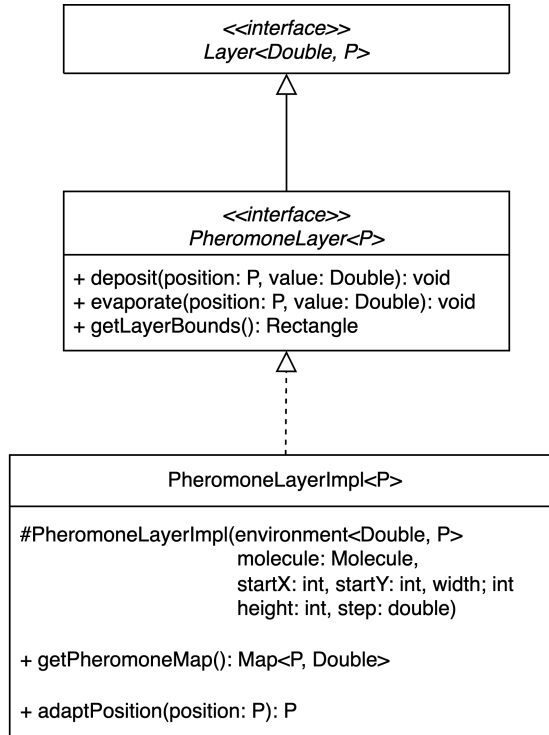 <<interface>>
Layer<Double, P>
<<interface>>
PheromoneLayer<P>
+ deposit(position: P, value: Double): void
+ evaporate(position: P, value: Double): void
+ getLayerBounds(): Rectangle
PheromoneLayerImpl<P>
#PheromoneLayerImpl(environment<Double, P>
molecule: Molecule,
startX: int, startY: int, width; int
height: int, step: double)
+ getPheromoneMap(): Map<P, Double>
+ adaptPosition(position: P): P